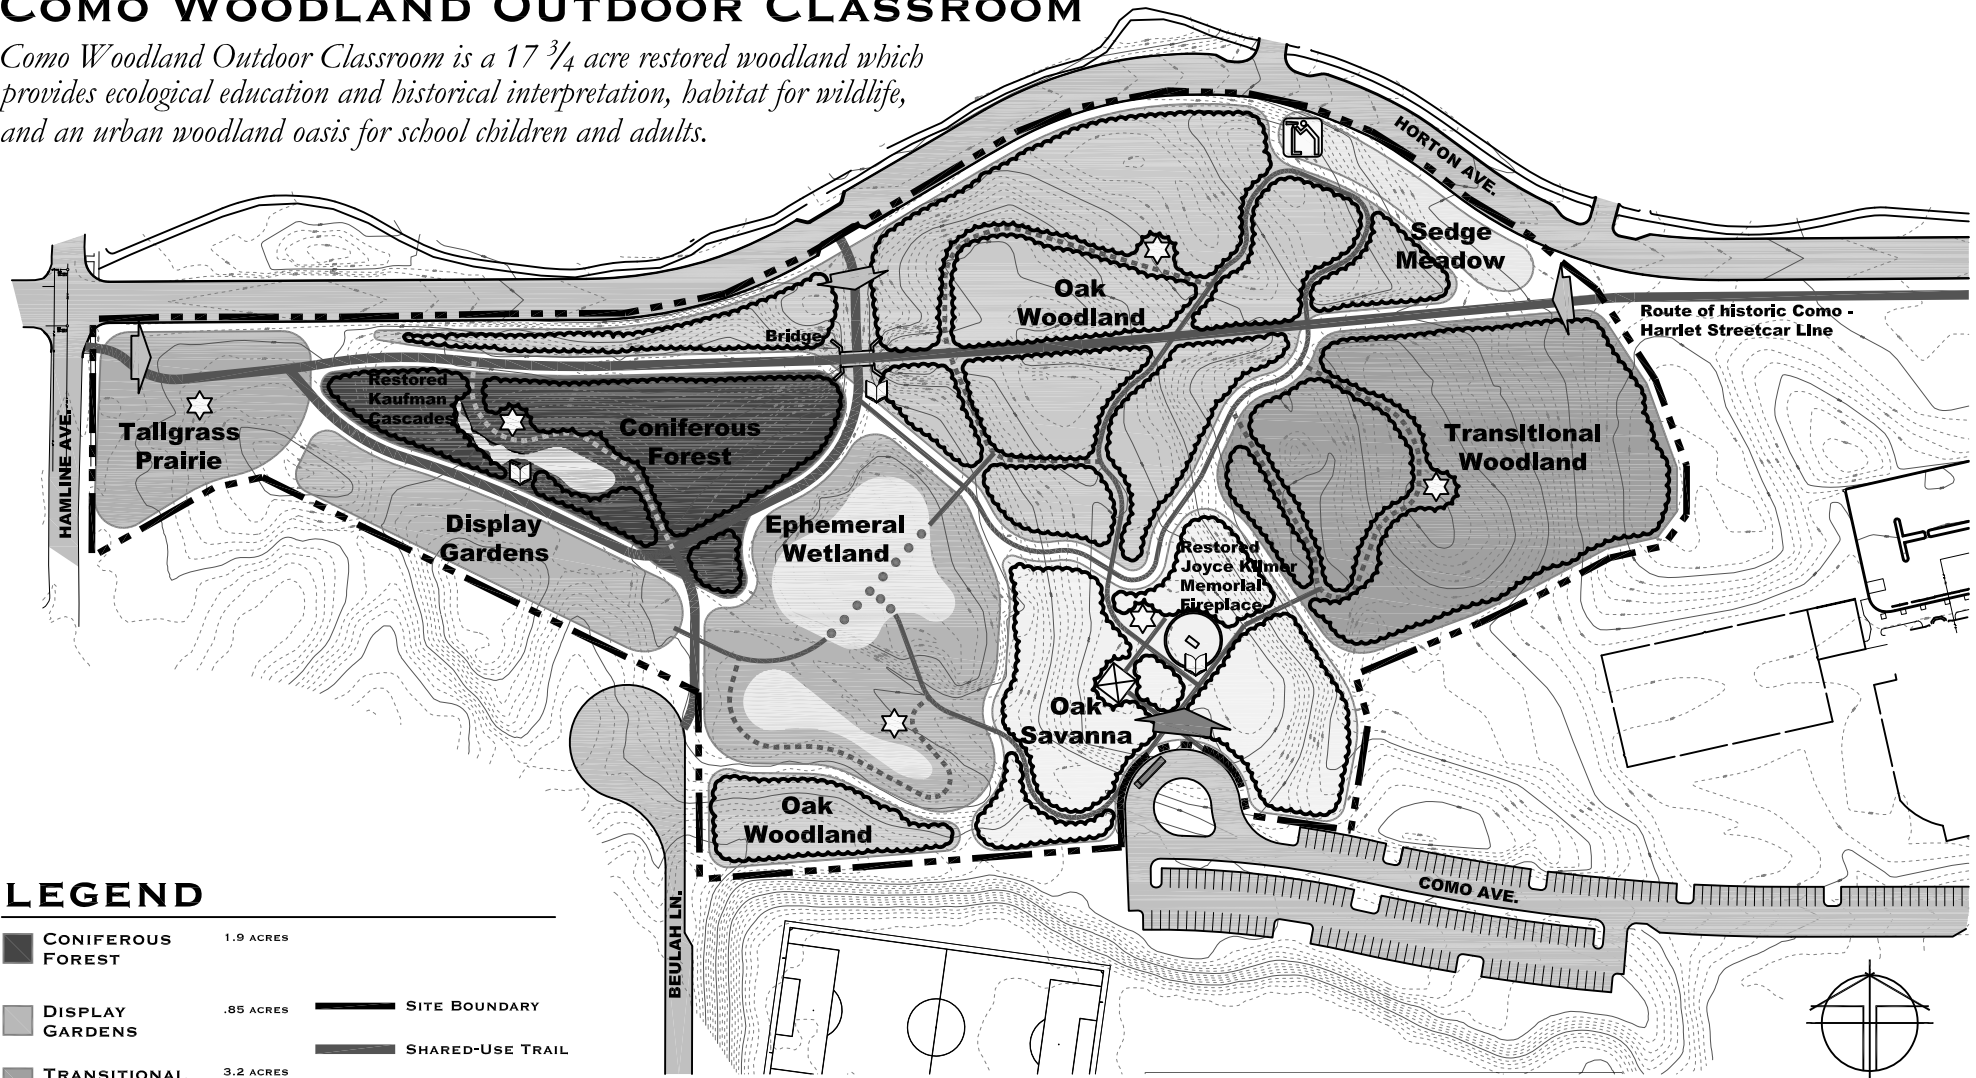 COMO WOODLAND OUTDOOR CLASSROOM
Como Woodland Outdoor Classroom is a 17 3/4 acre restored woodland which
provides ecological education and historical interpretation, habitat for wildlife,
and an urban woodland oasis for school children and adults.
HORTON AVE.
Sedge
Meadow
Oak
Woodland
Route of historic Como -
Harriet Streetcar Line
Bridge
Restored
Kaufman
Cascades
Coniferous
Forest
Tallgrass
Prairie
HAMLINE AVE.
Transitional
Woodland
Display
Gardens
Ephemeral
Wetland
Restored
Joyce Kilmer
Memorial
Fireplace
Oak
Savanna
Oak
Woodland
COMO AVE.
BEULAH LN.
LEGEND
CONIFEROUS
FOREST
1.9 ACRES
DISPLAY
GARDENS
.85 ACRES
TRANSITIONAL
3.2 ACRES
SITE BOUNDARY
SHARED-USE TRAIL